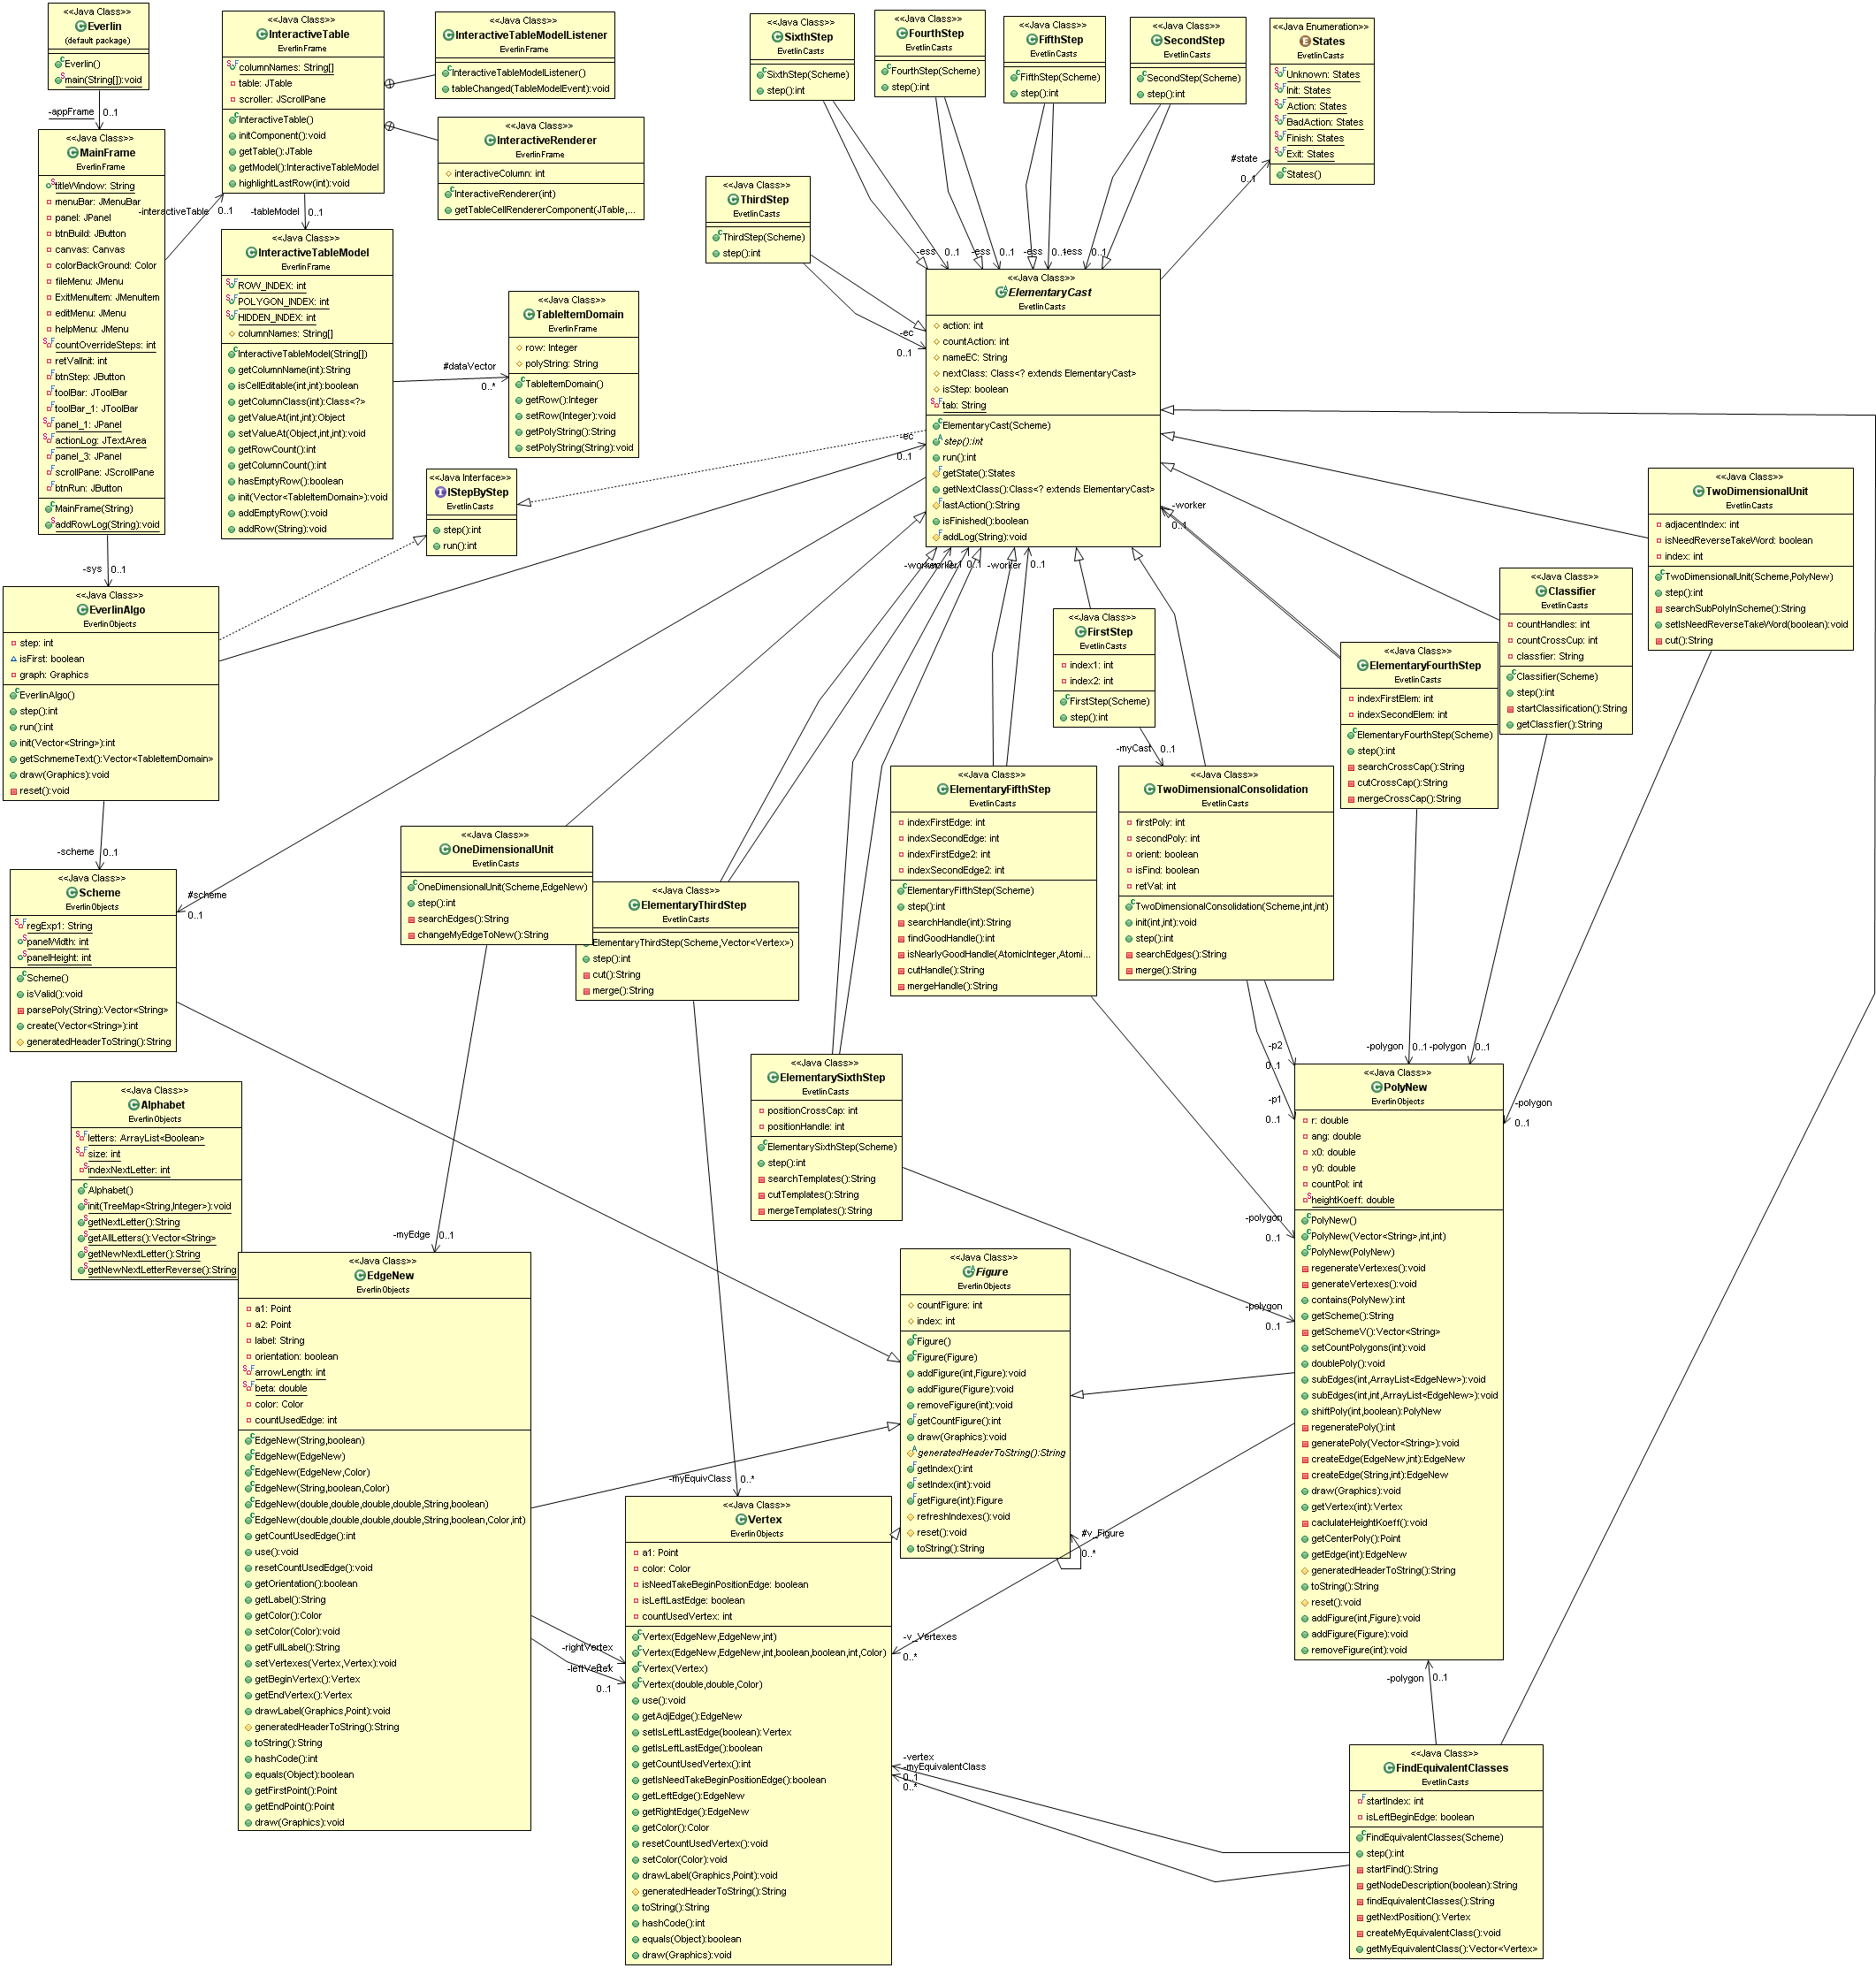 <<Java Class>>
Everlin
(default package)
Everlin()
main(String[]):void
-appFrame
0..1
<<Java Class>>
MainFrame
EverlinFrame
titleWindow: String
menuBar: JMenuBar
panel: JPanel
btnBuild: JButton
canvas: Canvas
colorBackGround: Color
fileMenu: JMenu
ExitMenuItem: JMenuItem
editMenu: JMenu
helpMenu: JMenu
countOverrideSteps: int
retValInit: int
btnStep: JButton
toolBar: JToolBar
toolBar_1: JToolBar
panel_1: JPanel
actionLog: JTextArea
panel_3: JPanel
scrollPane: JScrollPane
btnRun: JButton
MainFrame(String)
addRowLog(String):void
-interactiveTable
0..1
-sys
0..1
<<Java Class>>
InteractiveTable
EverlinFrame
columnNames: String[]
table: JTable
scroller: JScrollPane
InteractiveTable()
initComponent():void
getTable():JTable
getModel():InteractiveTableModel
highlightLastRow(int):void
-tableModel
0..1
<<Java Class>>
InteractiveTableModelListener
EverlinFrame
InteractiveTableModelListener()
tableChanged(TableModelEvent):void
<<Java Class>>
InteractiveRenderer
EverlinFrame
interactiveColumn: int
InteractiveRenderer(int)
getTableCellRendererComponent(JTable,...
<<Java Class>>
InteractiveTableModel
EverlinFrame
ROW_INDEX: int
POLYGON_INDEX: int
HIDDEN_INDEX: int
columnNames: String[]
InteractiveTableModel(String[])
getColumnName(int):String
isCellEditable(int,int):boolean
getColumnClass(int):Class<?>
getValueAt(int,int):Object
setValueAt(Object,int,int):void
getRowCount():int
getColumnCount():int
hasEmptyRow():boolean
init(Vector<TableItemDomain>):void
addEmptyRow():void
addRow(String):void
#dataVector
0..*
<<Java Class>>
TableItemDomain
EverlinFrame
row: Integer
polyString: String
TableItemDomain()
getRow():Integer
setRow(Integer):void
getPolyString():String
setPolyString(String):void
<<Java Interface>>
IStepByStep
EvetlinCasts
step():int
run():int
<<Java Class>>
SixthStep
EvetlinCasts
SixthStep(Scheme)
step():int
<<Java Class>>
FourthStep
EvetlinCasts
FourthStep(Scheme)
step():int
<<Java Class>>
FifthStep
EvetlinCasts
FifthStep(Scheme)
step():int
<<Java Class>>
SecondStep
EvetlinCasts
SecondStep(Scheme)
step():int
<<Java Enumeration>>
States
EvetlinCasts
Unknown: States
Init: States
Action: States
BadAction: States
Finish: States
Exit: States
States()
#state
0..1
<<Java Class>>
ThirdStep
EvetlinCasts
ThirdStep(Scheme)
step():int
-ess
0..1
-ess
0..1
-ess
0..1
-ess
0..1
-ec
0..1
<<Java Class>>
ElementaryCast
EvetlinCasts
action: int
countAction: int
nameEC: String
nextClass: Class<? extends ElementaryCast>
isStep: boolean
tab: String
ElementaryCast(Scheme)
step():int
run():int
getState():States
getNextClass():Class<? extends ElementaryCast>
lastAction():String
isFinished():boolean
addLog(String):void
-ec
0..1
-worker
0..1
-worker
0..1
-worker
0..1
-worker
0..1
<<Java Class>>
TwoDimensionalUnit
EvetlinCasts
adjacentIndex: int
isNeedReverseTakeWord: boolean
index: int
TwoDimensionalUnit(Scheme,PolyNew)
step():int
searchSubPolyInScheme():String
setIsNeedReverseTakeWord(boolean):void
cut():String
<<Java Class>>
Classifier
EvetlinCasts
countHandles: int
countCrossCup: int
classfier: String
Classifier(Scheme)
step():int
startClassification():String
getClassfier():String
<<Java Class>>
ElementaryFourthStep
EvetlinCasts
indexFirstElem: int
indexSecondElem: int
ElementaryFourthStep(Scheme)
step():int
searchCrossCap():String
cutCrossCap():String
mergeCrossCap():String
<<Java Class>>
FirstStep
EvetlinCasts
index1: int
index2: int
FirstStep(Scheme)
step():int
-myCast
0..1
<<Java Class>>
EverlinAlgo
EverlinObjects
step: int
isFirst: boolean
graph: Graphics
EverlinAlgo()
step():int
run():int
init(Vector<String>):int
getSchmemeText():Vector<TableItemDomain>
draw(Graphics):void
reset():void
-scheme
0..1
<<Java Class>>
Scheme
EverlinObjects
regExp1: String
panelWidth: int
panelHeight: int
Scheme()
isValid():void
parsePoly(String):Vector<String>
create(Vector<String>):int
generatedHeaderToString():String
#scheme
0..1
<<Java Class>>
OneDimensionalUnit
EvetlinCasts
OneDimensionalUnit(Scheme,EdgeNew)
step():int
searchEdges():String
changeMyEdgeToNew():String
<<Java Class>>
ElementaryThirdStep
EvetlinCasts
ElementaryThirdStep(Scheme,Vector<Vertex>)
step():int
cut():String
merge():String
<<Java Class>>
ElementaryFifthStep
EvetlinCasts
indexFirstEdge: int
indexSecondEdge: int
indexFirstEdge2: int
indexSecondEdge2: int
ElementaryFifthStep(Scheme)
step():int
searchHandle(int):String
findGoodHandle():int
isNearlyGoodHandle(AtomicInteger,Atomi...
cutHandle():String
mergeHandle():String
<<Java Class>>
TwoDimensionalConsolidation
EvetlinCasts
firstPoly: int
secondPoly: int
orient: boolean
isFind: boolean
retVal: int
TwoDimensionalConsolidation(Scheme,int,int)
init(int,int):void
step():int
searchEdges():String
merge():String
-p2
0..1
-p1
0..1
-polygon
0..1
-polygon
0..1
-polygon
0..1
<<Java Class>>
ElementarySixthStep
EvetlinCasts
positionCrossCap: int
positionHandle: int
ElementarySixthStep(Scheme)
step():int
searchTemplates():String
cutTemplates():String
mergeTemplates():String
-polygon
0..1
-polygon
0..1
<<Java Class>>
PolyNew
EverlinObjects
r: double
ang: double
x0: double
y0: double
countPol: int
heightKoeff: double
PolyNew()
PolyNew(Vector<String>,int,int)
PolyNew(PolyNew)
regenerateVertexes():void
generateVertexes():void
contains(PolyNew):int
getScheme():String
getSchemeV():Vector<String>
setCountPolygons(int):void
doublePoly():void
subEdges(int,ArrayList<EdgeNew>):void
subEdges(int,int,ArrayList<EdgeNew>):void
shiftPoly(int,boolean):PolyNew
regeneratePoly():int
generatePoly(Vector<String>):void
createEdge(EdgeNew,int):EdgeNew
createEdge(String,int):EdgeNew
draw(Graphics):void
getVertex(int):Vertex
caclulateHeightKoeff():void
getCenterPoly():Point
getEdge(int):EdgeNew
generatedHeaderToString():String
toString():String
reset():void
addFigure(int,Figure):void
addFigure(Figure):void
removeFigure(int):void
<<Java Class>>
Alphabet
EverlinObjects
letters: ArrayList<Boolean>
size: int
indexNextLetter: int
Alphabet()
init(TreeMap<String,Integer>):void
getNextLetter():String
getAllLetters():Vector<String>
getNewNextLetter():String
getNewNextLetterReverse():String
-myEdge
0..1
<<Java Class>>
EdgeNew
EverlinObjects
a1: Point
a2: Point
label: String
orientation: boolean
arrowLength: int
beta: double
color: Color
countUsedEdge: int
EdgeNew(String,boolean)
EdgeNew(EdgeNew)
EdgeNew(EdgeNew,Color)
EdgeNew(String,boolean,Color)
EdgeNew(double,double,double,double,String,boolean)
EdgeNew(double,double,double,double,String,boolean,Color,int)
getCountUsedEdge():int
use():void
resetCountUsedEdge():void
getOrientation():boolean
getLabel():String
getColor():Color
setColor(Color):void
getFullLabel():String
setVertexes(Vertex,Vertex):void
getBeginVertex():Vertex
getEndVertex():Vertex
drawLabel(Graphics,Point):void
generatedHeaderToString():String
toString():String
hashCode():int
equals(Object):boolean
getFirstPoint():Point
getEndPoint():Point
draw(Graphics):void
-rightVertex
-leftVertex
0..1
<<Java Class>>
Figure
EverlinObjects
countFigure: int
index: int
Figure()
Figure(Figure)
addFigure(int,Figure):void
addFigure(Figure):void
removeFigure(int):void
getCountFigure():int
draw(Graphics):void
generatedHeaderToString():String
getIndex():int
setIndex(int):void
getFigure(int):Figure
refreshIndexes():void
reset():void
toString():String
#v_Figure
0..*
-myEquivClass
0..*
<<Java Class>>
Vertex
EverlinObjects
a1: Point
color: Color
isNeedTakeBeginPositionEdge: boolean
isLeftLastEdge: boolean
countUsedVertex: int
Vertex(EdgeNew,EdgeNew,int)
Vertex(EdgeNew,EdgeNew,int,boolean,boolean,int,Color)
Vertex(Vertex)
Vertex(double,double,Color)
use():void
getAdjEdge():EdgeNew
setIsLeftLastEdge(boolean):Vertex
getIsLeftLastEdge():boolean
getCountUsedVertex():int
getIsNeedTakeBeginPositionEdge():boolean
getLeftEdge():EdgeNew
getRightEdge():EdgeNew
getColor():Color
resetCountUsedVertex():void
setColor(Color):void
drawLabel(Graphics,Point):void
generatedHeaderToString():String
toString():String
hashCode():int
equals(Object):boolean
draw(Graphics):void
-v_Vertexes
0..*
-vertex
-myEquivalentClass
0..1
0..*
-polygon
0..1
<<Java Class>>
FindEquivalentClasses
EvetlinCasts
startIndex: int
isLeftBeginEdge: boolean
FindEquivalentClasses(Scheme)
step():int
startFind():String
getNodeDescription(boolean):String
findEquivalentClasses():String
getNextPosition():Vertex
createMyEquivalentClass():void
getMyEquivalentClass():Vector<Vertex>